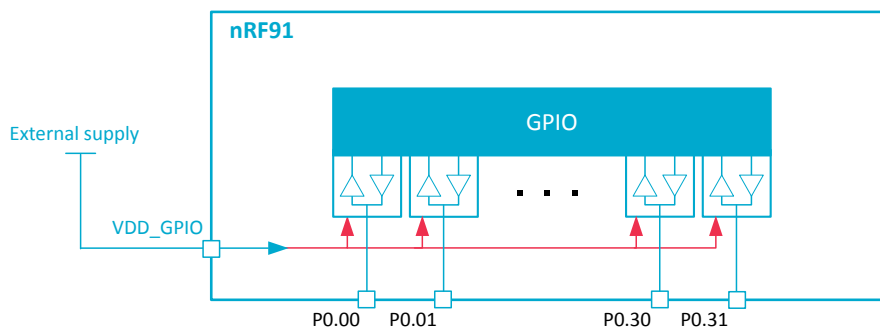 nRF91
GPIO
External supply
VDD_GPIO
P0.00 P0.01 P0.30 P0.31